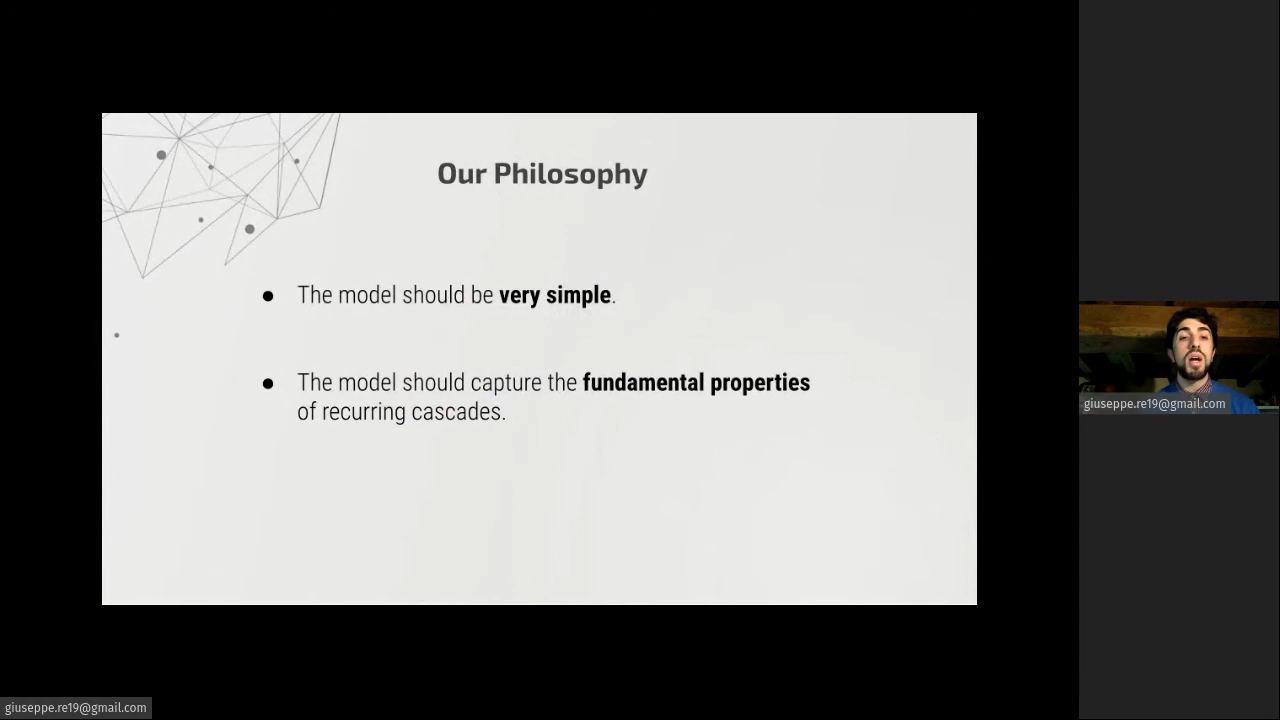 Our Philosophy
● The model should be very simple.
● The model should capture the fundamental properties
of recurring cascades.
giuseppe.re19@gmail.com
giuseppe.re19@gmail.com